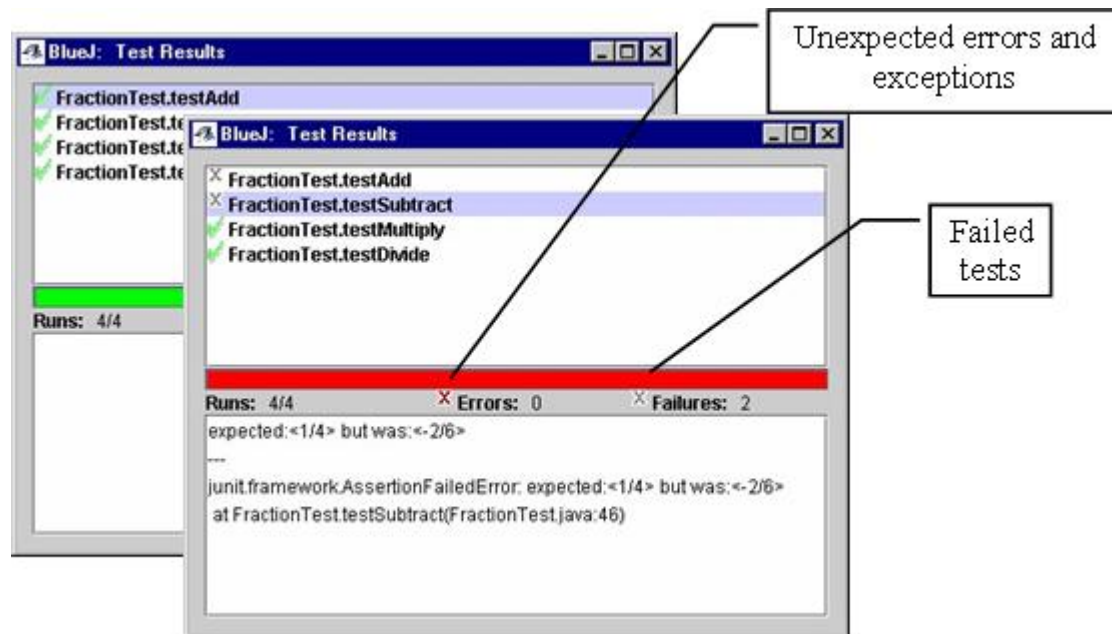 Unexpected errors and
exceptions
BlueJ: Test Results
FractionTest.testAdd
FractionTest.te
FractionTest.te
FractionTest.te
Runs: 4/4
BlueJ: Test Results
FractionTest.testAdd
FractionTest.testSubtract
FractionTest.testMultiply
FractionTest.testDivide
Failed
tests
Runs: 4/4 X Errors: 0 X Failures: 2
expected:<1/4> but was:<-2/6>
---
junit.framework.AssertionFailedError: expected:<1/4> but was:<-2/6>
at FractionTest.testSubtract(FractionTest.java:46)